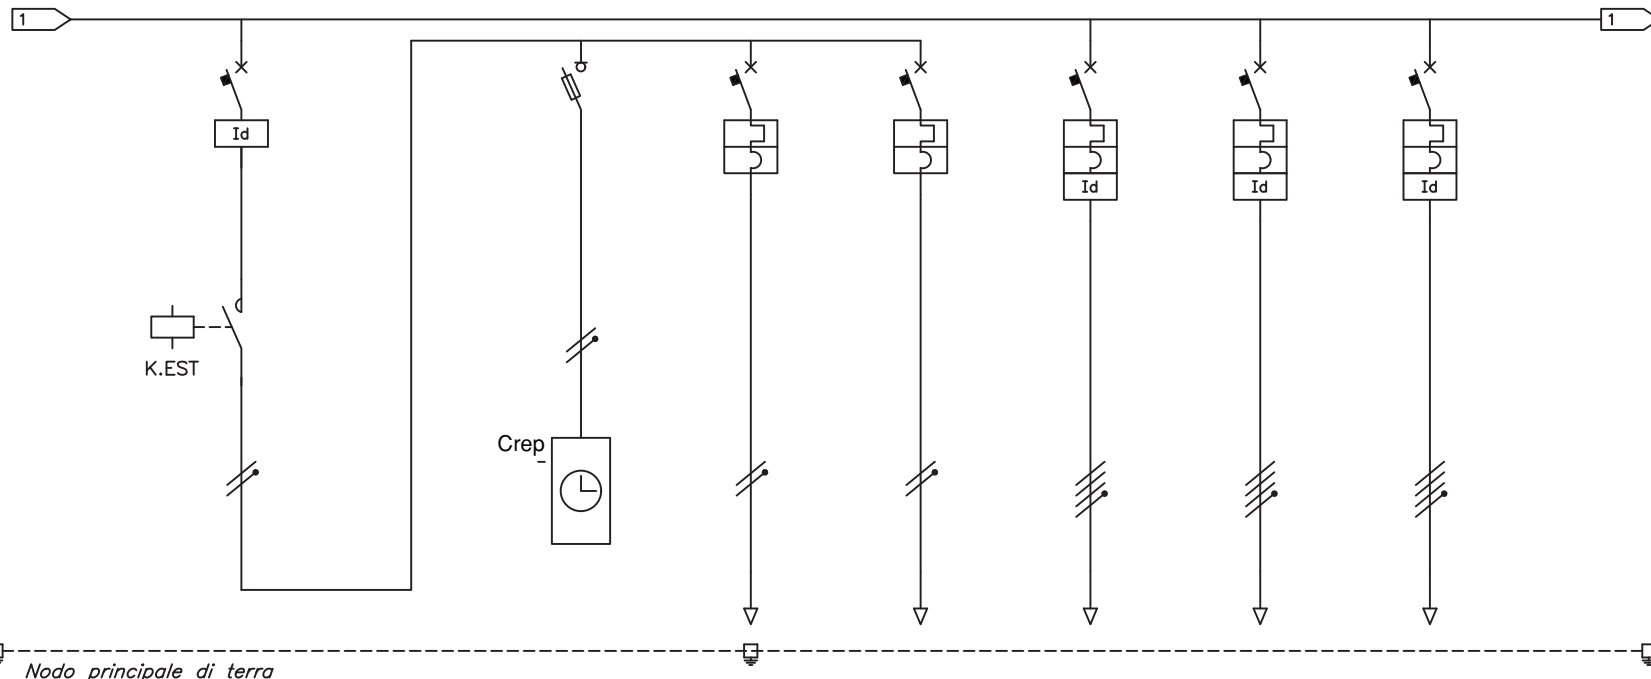 1
1
Id
Id
Id
Id
K.EST
Crep
Nodo principale di terra